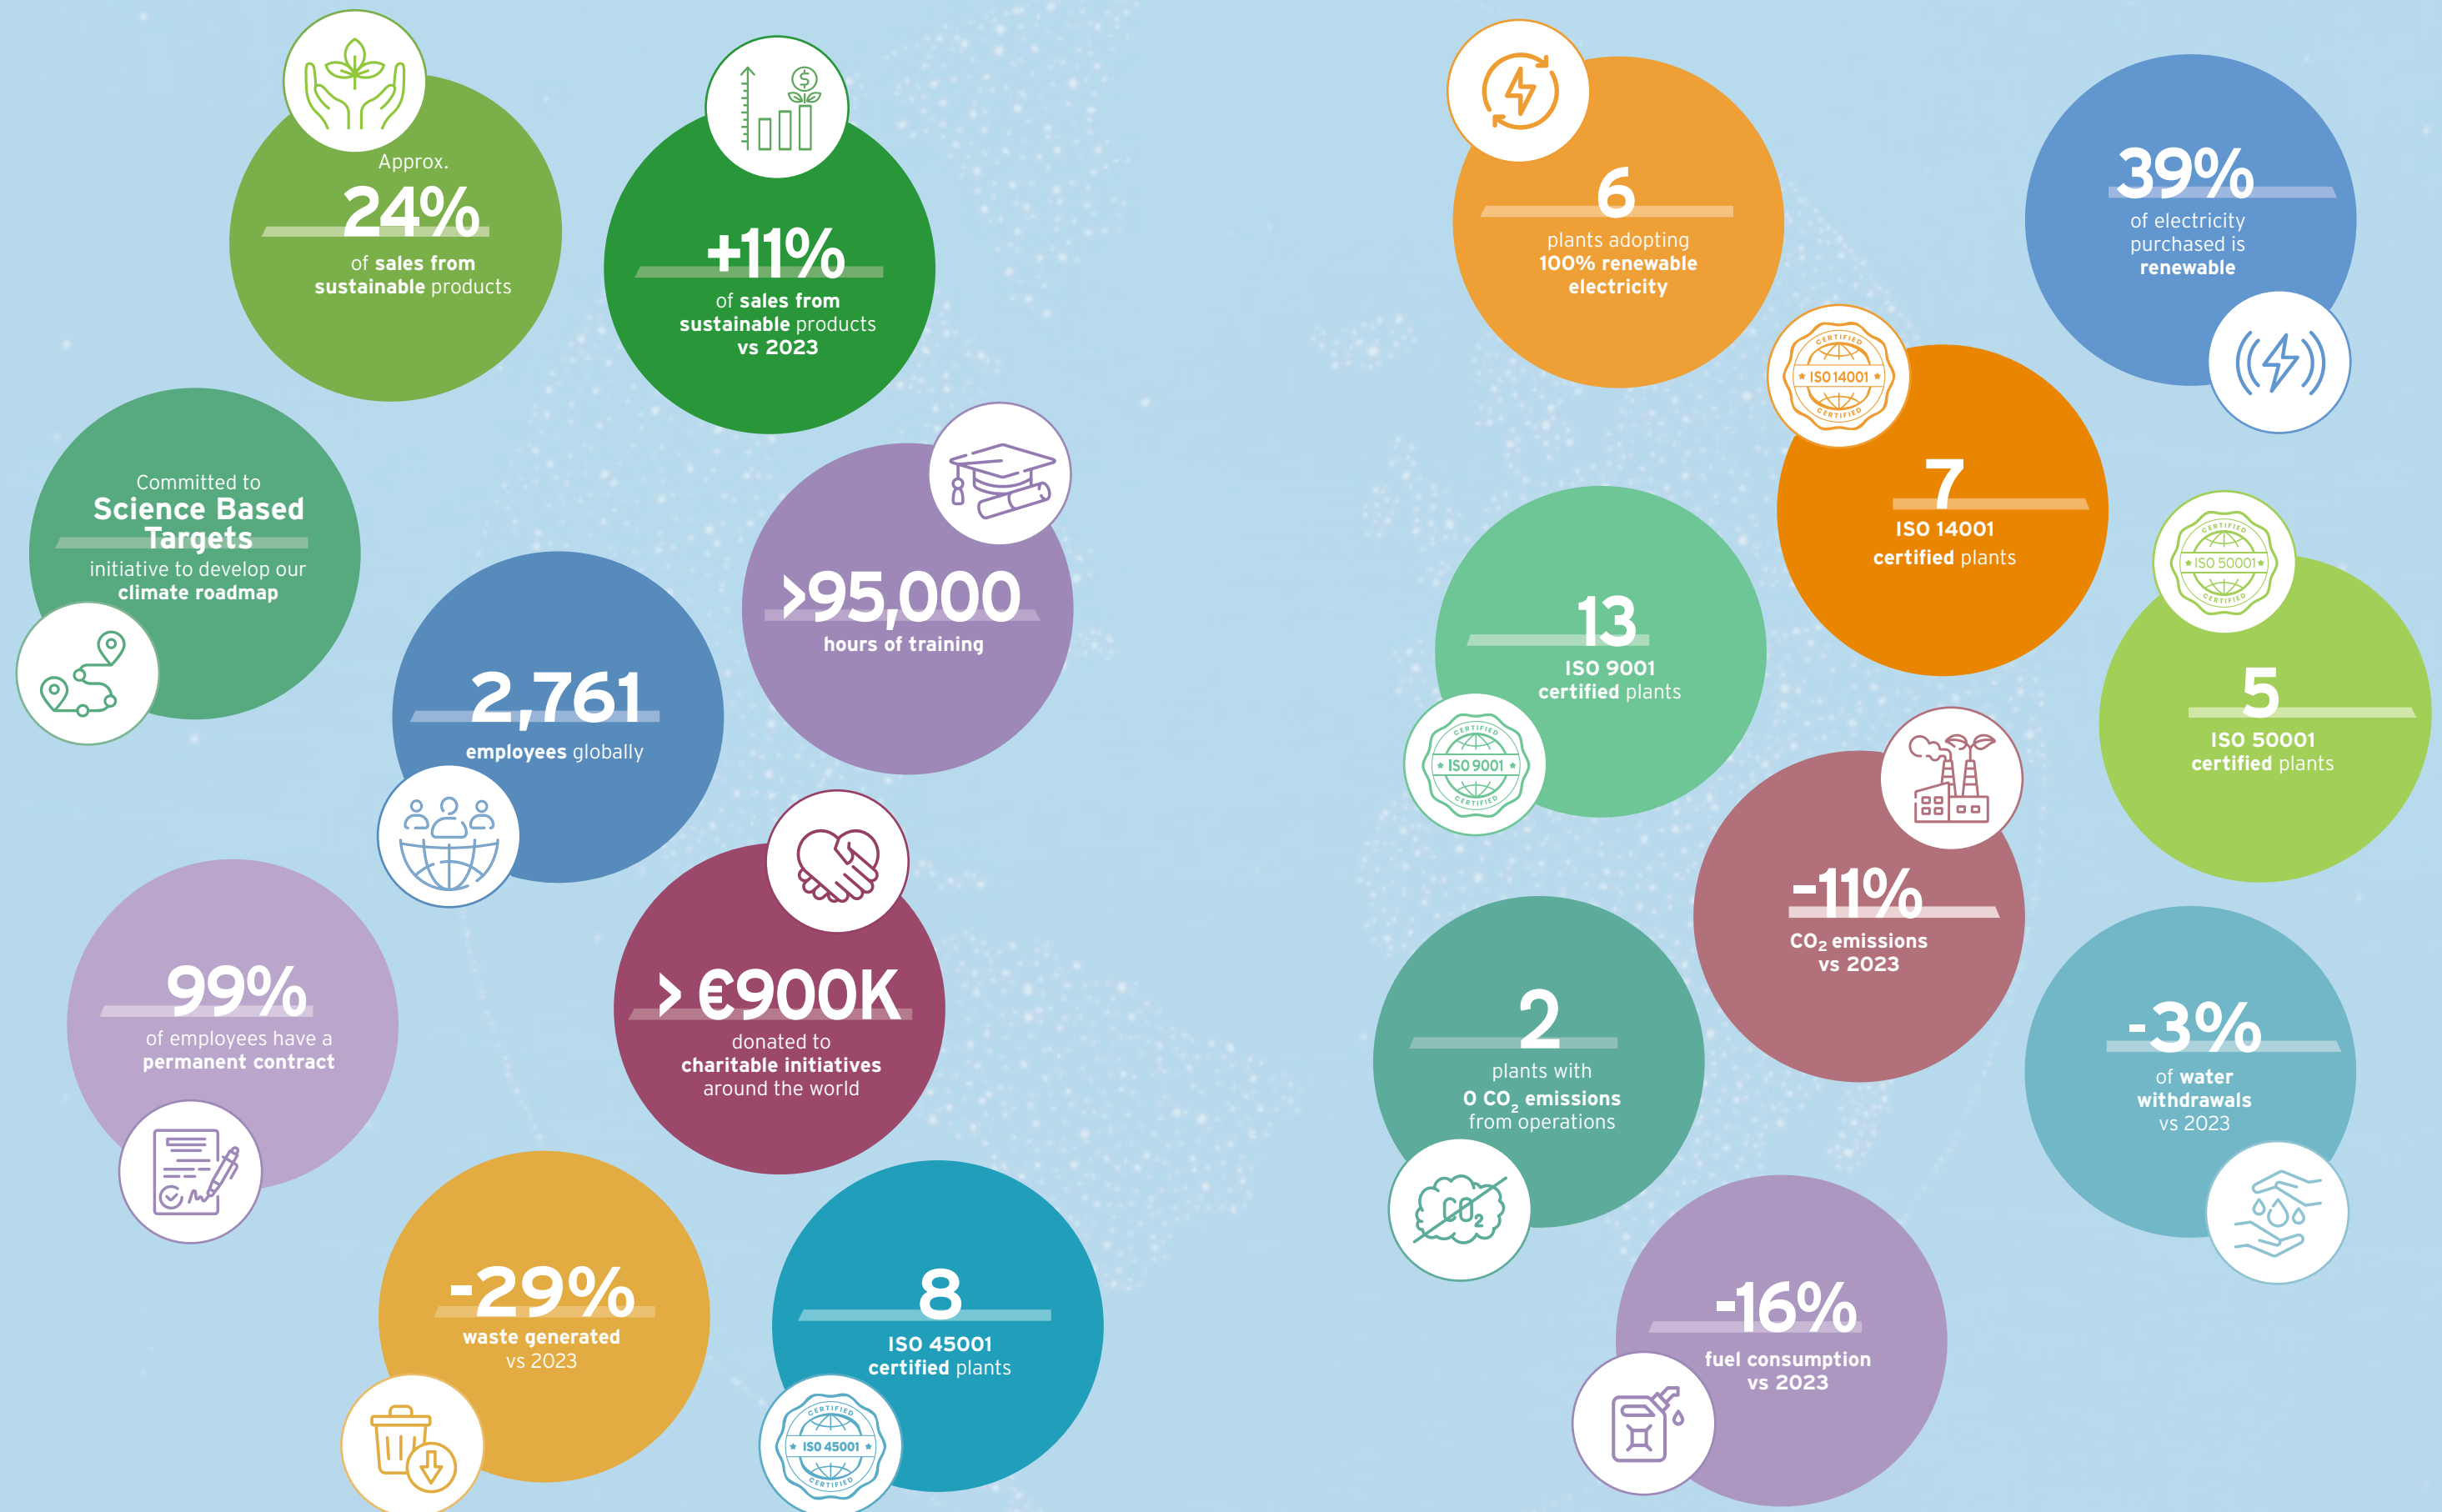 Approx.
24%
of sales from
sustainable products
+11%
of sales from
sustainable products
vs 2023
Committed to
Science Based
Targets
initiative to develop our
climate roadmap
>95,000
hours of training
2,761
employees globally
99%
of employees have a
permanent contract
> €900K
donated to
charitable initiatives
around the world
-29%
waste generated
vs 2023
8
ISO 45001
certified plants
CERTIFIED
ISO 45001
CERTIFIED
6
plants adopting
100% renewable
electricity
39%
of electricity
purchased is
renewable
CERTIFIED
ISO 14001
CERTIFIED
7
ISO 14001
certified plants
13
ISO 9001
certified plants
CERTIFIED
ISO 9001
CERTIFIED
CERTIFIED
ISO 50001
CERTIFIED
5
ISO 50001
certified plants
-11%
CO₂ emissions
vs 2023
2
plants with
0 CO₂ emissions
from operations
CO₂
-3%
of water
withdrawals
vs 2023
-16%
fuel consumption
vs 2023